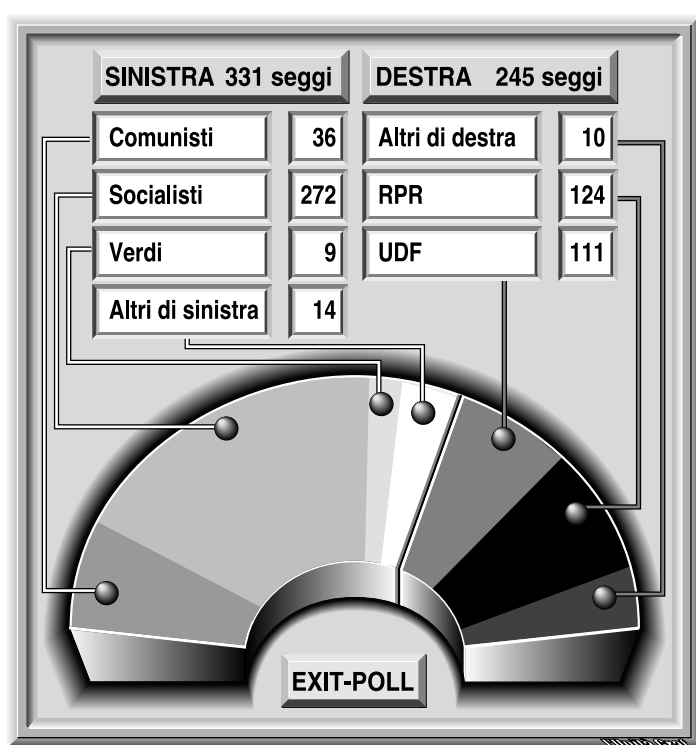 SINISTRA 331 seggi
Comunisti 36
Socialisti 272
Verdi 9
Altri di sinistra 14
DESTRA 245 seggi
Altri di destra 10
RPR 124
UDF 111
EXIT-POLL